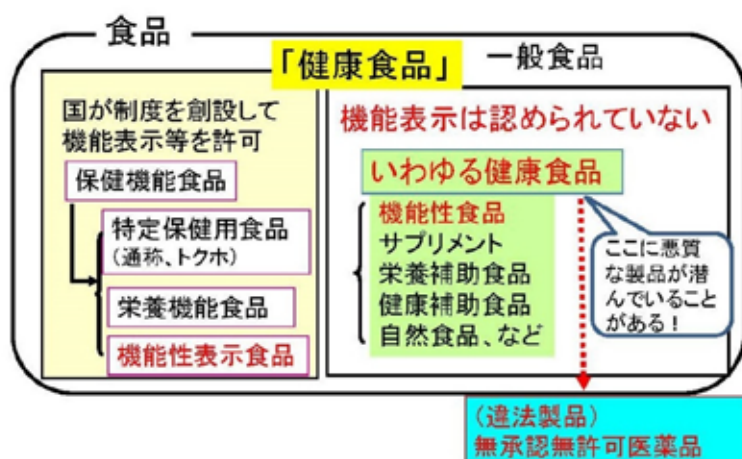 食品
「健康食品」
一般食品
国が制度を創設して
機能表示等を許可
保健機能食品
特定保健用食品
(通称、トクホ)
栄養機能食品
機能性表示食品
機能表示は認められていない
いわゆる健康食品
機能性食品
サプリメント
栄養補助食品
健康補助食品
自然食品、など
ここに悪質
な製品が潜
んでいること
がある!
(違法製品)
無承認無許可医薬品